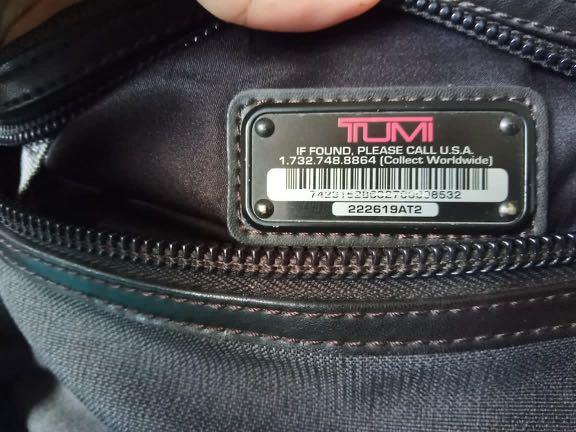 TUMI
IF FOUND, PLEASE CALL U.S.A.
1.732.748.8864 (Collect Worldwide)
222619AT2